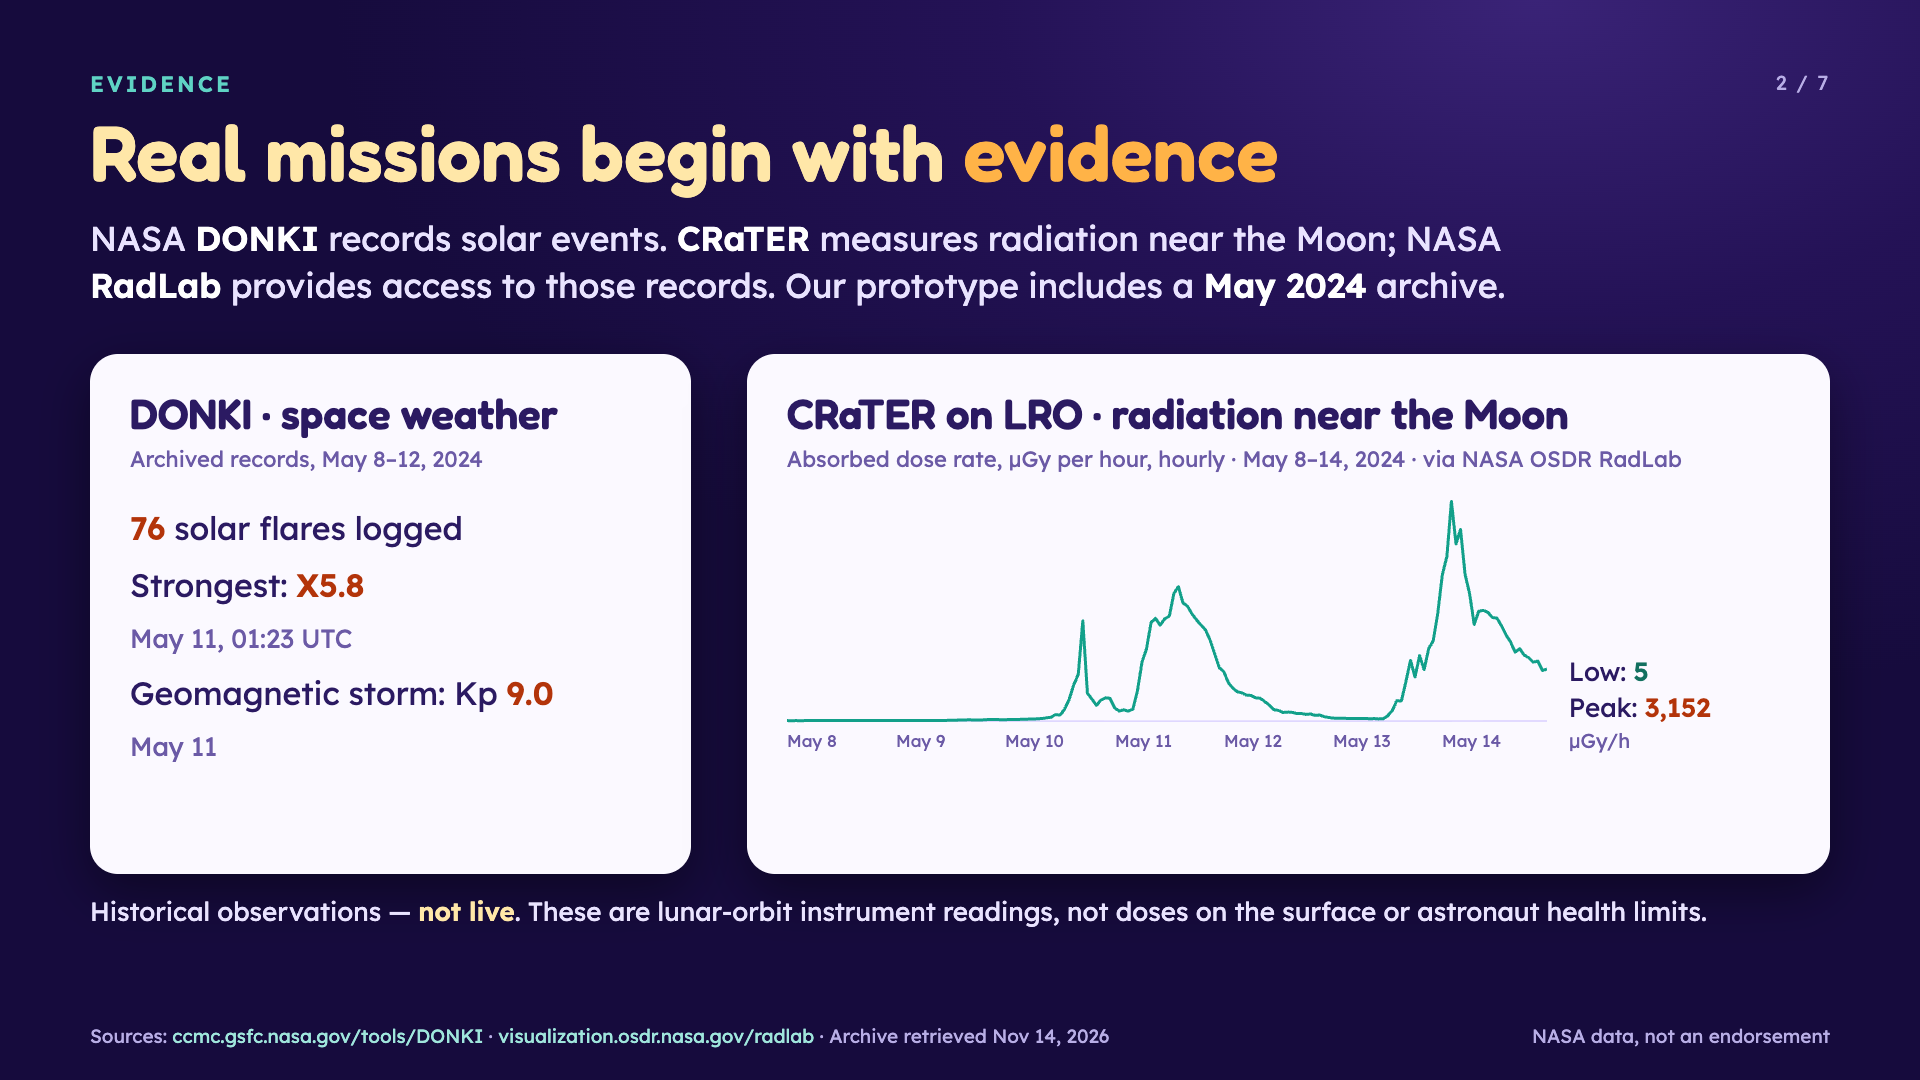 EVIDENCE
2 / 7
Real missions begin with evidence
NASA DONKI records solar events. CRaTER measures radiation near the Moon; NASA
RadLab provides access to those records. Our prototype includes a May 2024 archive.
DONKI · space weather
Archived records, May 8–12, 2024
76 solar flares logged
Strongest: X5.8
May 11, 01:23 UTC
Geomagnetic storm: Kp 9.0
May 11
CRaTER on LRO · radiation near the Moon
Absorbed dose rate, µGy per hour, hourly · May 8–14, 2024 · via NASA OSDR RadLab
Low: 5
Peak: 3,152
µGy/h
May 8 May 9 May 10 May 11 May 12 May 13 May 14
Historical observations — not live. These are lunar-orbit instrument readings, not doses on the surface or astronaut health limits.
Sources: ccmc.gsfc.nasa.gov/tools/DONKI · visualization.osdr.nasa.gov/radlab · Archive retrieved Nov 14, 2026
NASA data, not an endorsement